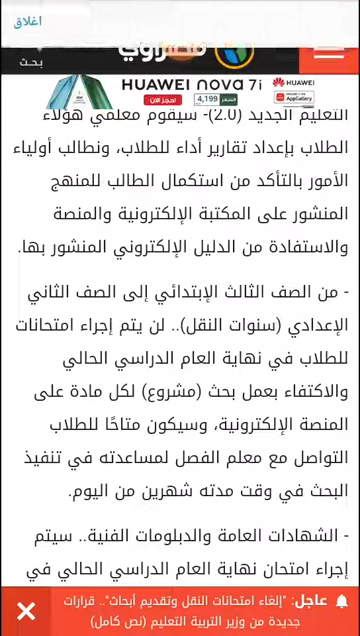 اغلاق
مصراوي
بحث
HUAWEI nova 7i
HUAWEI
احجز الان
4,199
السعر
AppGallery
التعليم الجديد (2.0)- سيقوم معلمي هؤلاء
الطلاب بإعداد تقارير أداء للطلاب، ونطالب أولياء
الأمور بالتأكد من استكمال الطالب للمنهج
المنشور على المكتبة الإلكترونية والمنصة
والاستفادة من الدليل الإلكتروني المنشور بها.
- من الصف الثالث الإبتدائي إلى الصف الثاني
الإعدادي (سنوات النقل).. لن يتم إجراء امتحانات
للطلاب في نهاية العام الدراسي الحالي
والاكتفاء بعمل بحث (مشروع) لكل مادة على
المنصة الإلكترونية، وسيكون متاحًا للطلاب
التواصل مع معلم الفصل لمساعدته في تنفيذ
البحث في وقت مدته شهرين من اليوم.
- الشهادات العامة والدبلومات الفنية.. سيتم
إجراء امتحان نهاية العام الدراسي الحالي في
عاجل: "إلغاء امتحانات النقل وتقديم أبحاث".. قرارات
جديدة من وزير التربية التعليم (نص كامل)